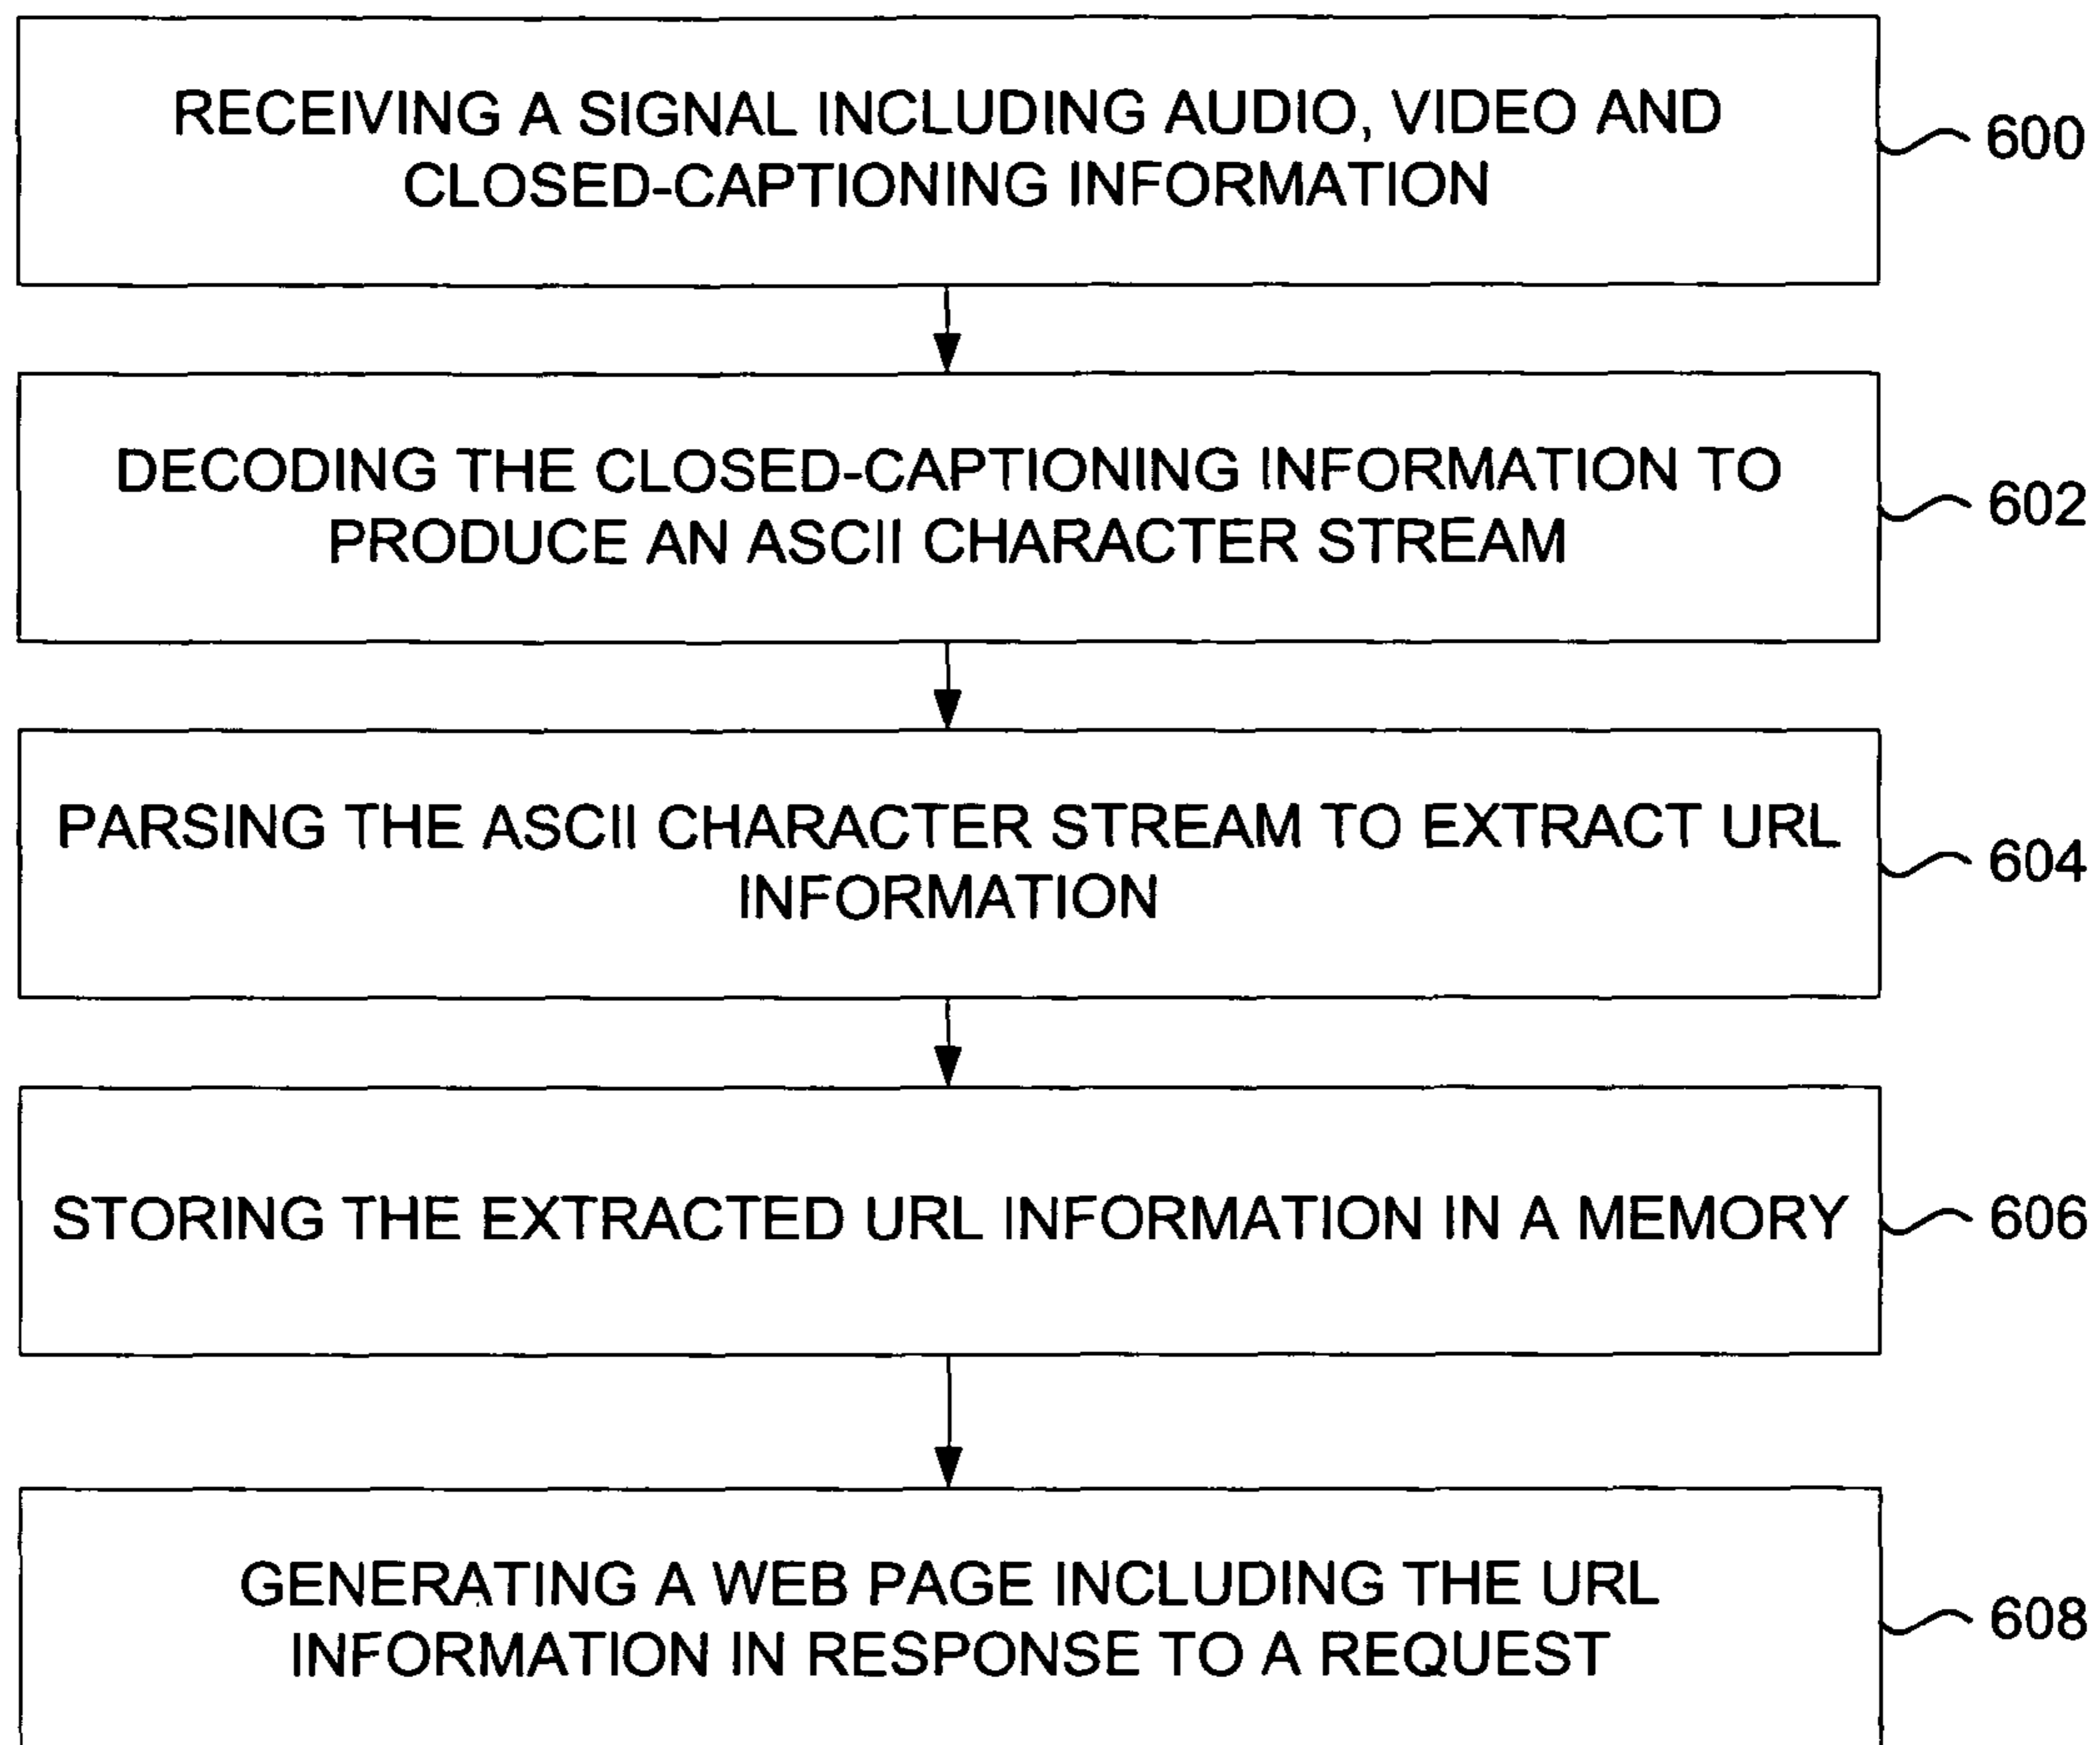 RECEIVING A SIGNAL INCLUDING AUDIO, VIDEO AND
CLOSED-CAPTIONING INFORMATION
600
DECODING THE CLOSED-CAPTIONING INFORMATION TO
PRODUCE AN ASCII CHARACTER STREAM
602
PARSING THE ASCII CHARACTER STREAM TO EXTRACT URL
INFORMATION
604
STORING THE EXTRACTED URL INFORMATION IN A MEMORY
606
GENERATING A WEB PAGE INCLUDING THE URL
INFORMATION IN RESPONSE TO A REQUEST
608